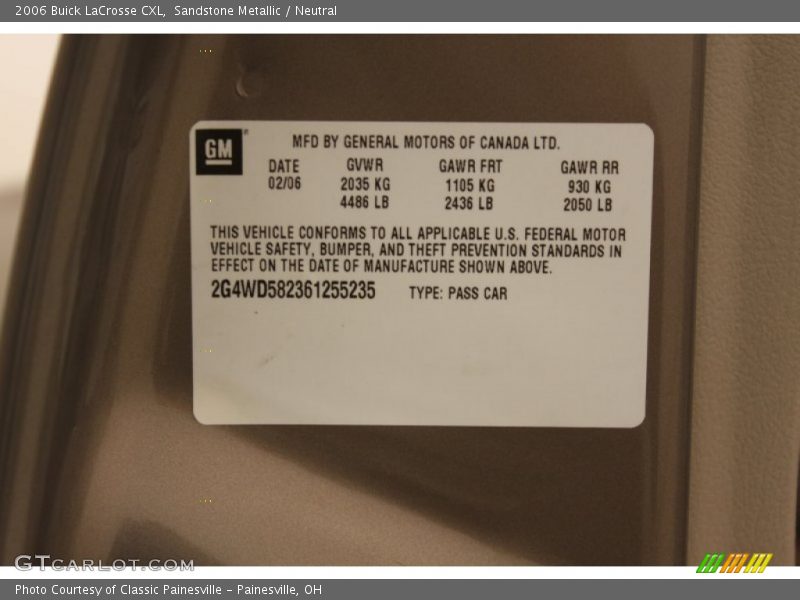 2006 Buick LaCrosse CXL, Sandstone Metallic / Neutral
GM
MFD BY GENERAL MOTORS OF CANADA LTD.
DATE GVWR GAWR FRT GAWR RR
02/06 2035 KG 1105 KG 930 KG
4486 LB 2436 LB 2050 LB
THIS VEHICLE CONFORMS TO ALL APPLICABLE U.S. FEDERAL MOTOR
VEHICLE SAFETY, BUMPER, AND THEFT PREVENTION STANDARDS IN
EFFECT ON THE DATE OF MANUFACTURE SHOWN ABOVE.
2G4WD582361255235 TYPE: PASS CAR
GTCARLOT.COM
Photo Courtesy of Classic Painesville - Painesville, OH